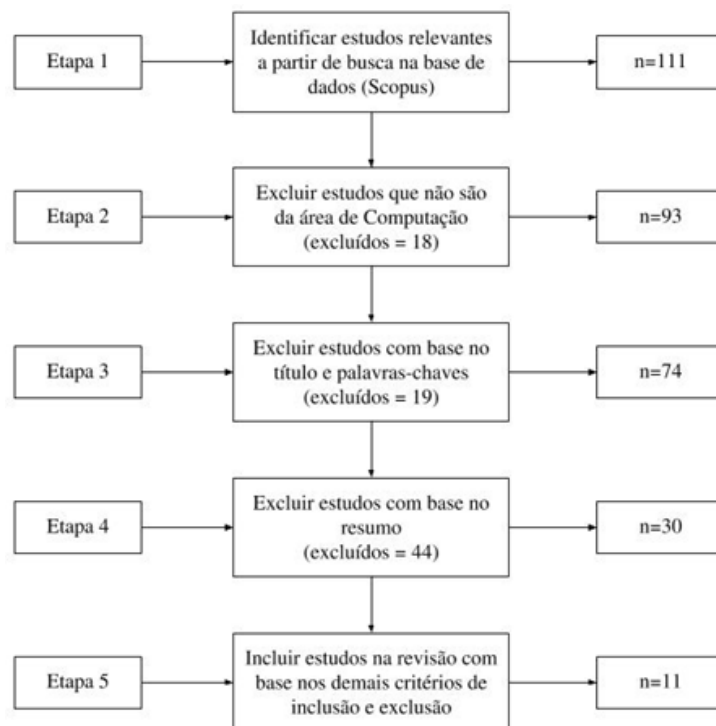 Etapa 1
Identificar estudos relevantes
a partir de busca na base de
dados (Scopus)
n=111
Etapa 2
Excluir estudos que não são
da área de Computação
(excluídos = 18)
n=93
Etapa 3
Excluir estudos com base no
título e palavras-chaves
(excluídos = 19)
n=74
Etapa 4
Excluir estudos com base no
resumo
(excluídos = 44)
n=30
Etapa 5
Incluir estudos na revisão com
base nos demais critérios de
inclusão e exclusão
n=11